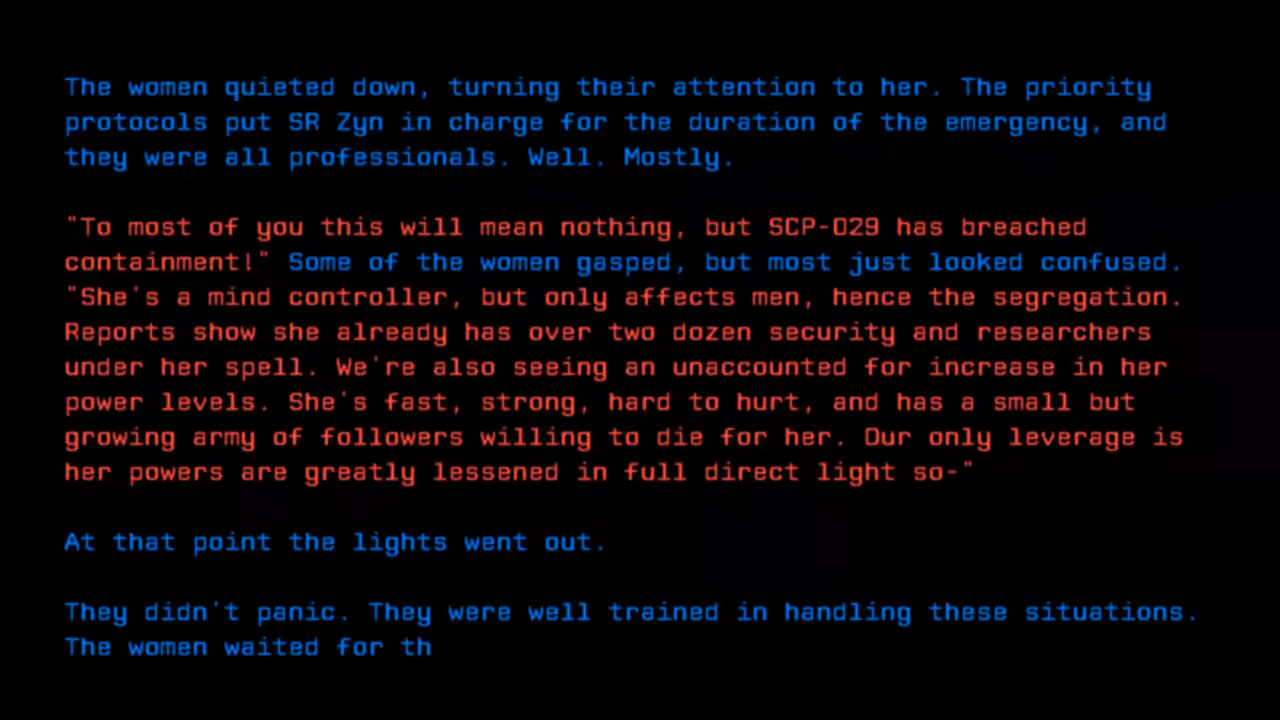 The women quieted down, turning their attention to her. The priority
protocols put SR Zyn in charge for the duration of the emergency, and
they were all professionals. Well. Mostly.
"To most of you this will mean nothing, but SCP-029 has breached
containment!" Some of the women gasped, but most just looked confused.
"She's a mind controller, but only affects men, hence the segregation.
Reports show she already has over two dozen security and researchers
under her spell. We're also seeing an unaccounted for increase in her
power levels. She's fast, strong, hard to hurt, and has a small but
growing army of followers willing to die for her. Our only leverage is
her powers are greatly lessened in full direct light so-"
At that point the lights went out.
They didn't panic. They were well trained in handling these situations.
The women waited for th